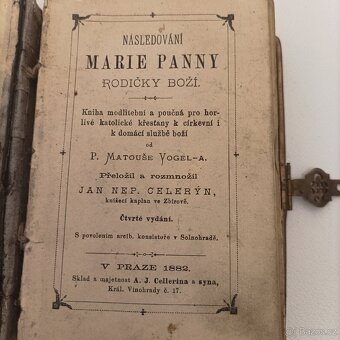 NÁSLEDOVÁNÍ
MARIE PANNY
RODIČKY BOŽÍ.
Kniha modlitební a poučná pro hor-
livé katolické křesťany k církevní i
k domácí službě boží
od
P. MATOUŠE VOGEL-A.
Přeložil a rozmnožil
JAN NEP. CELERÝN,
knížecí kaplan ve Zbirově.
Čtvrté vydání.
S povolením arcib. konsistoře v Solnohradě.
V PRAZE 1882.
Sklad a majetnost A. J. Cellerina a syna,
Král. Vinohrady č. 17.